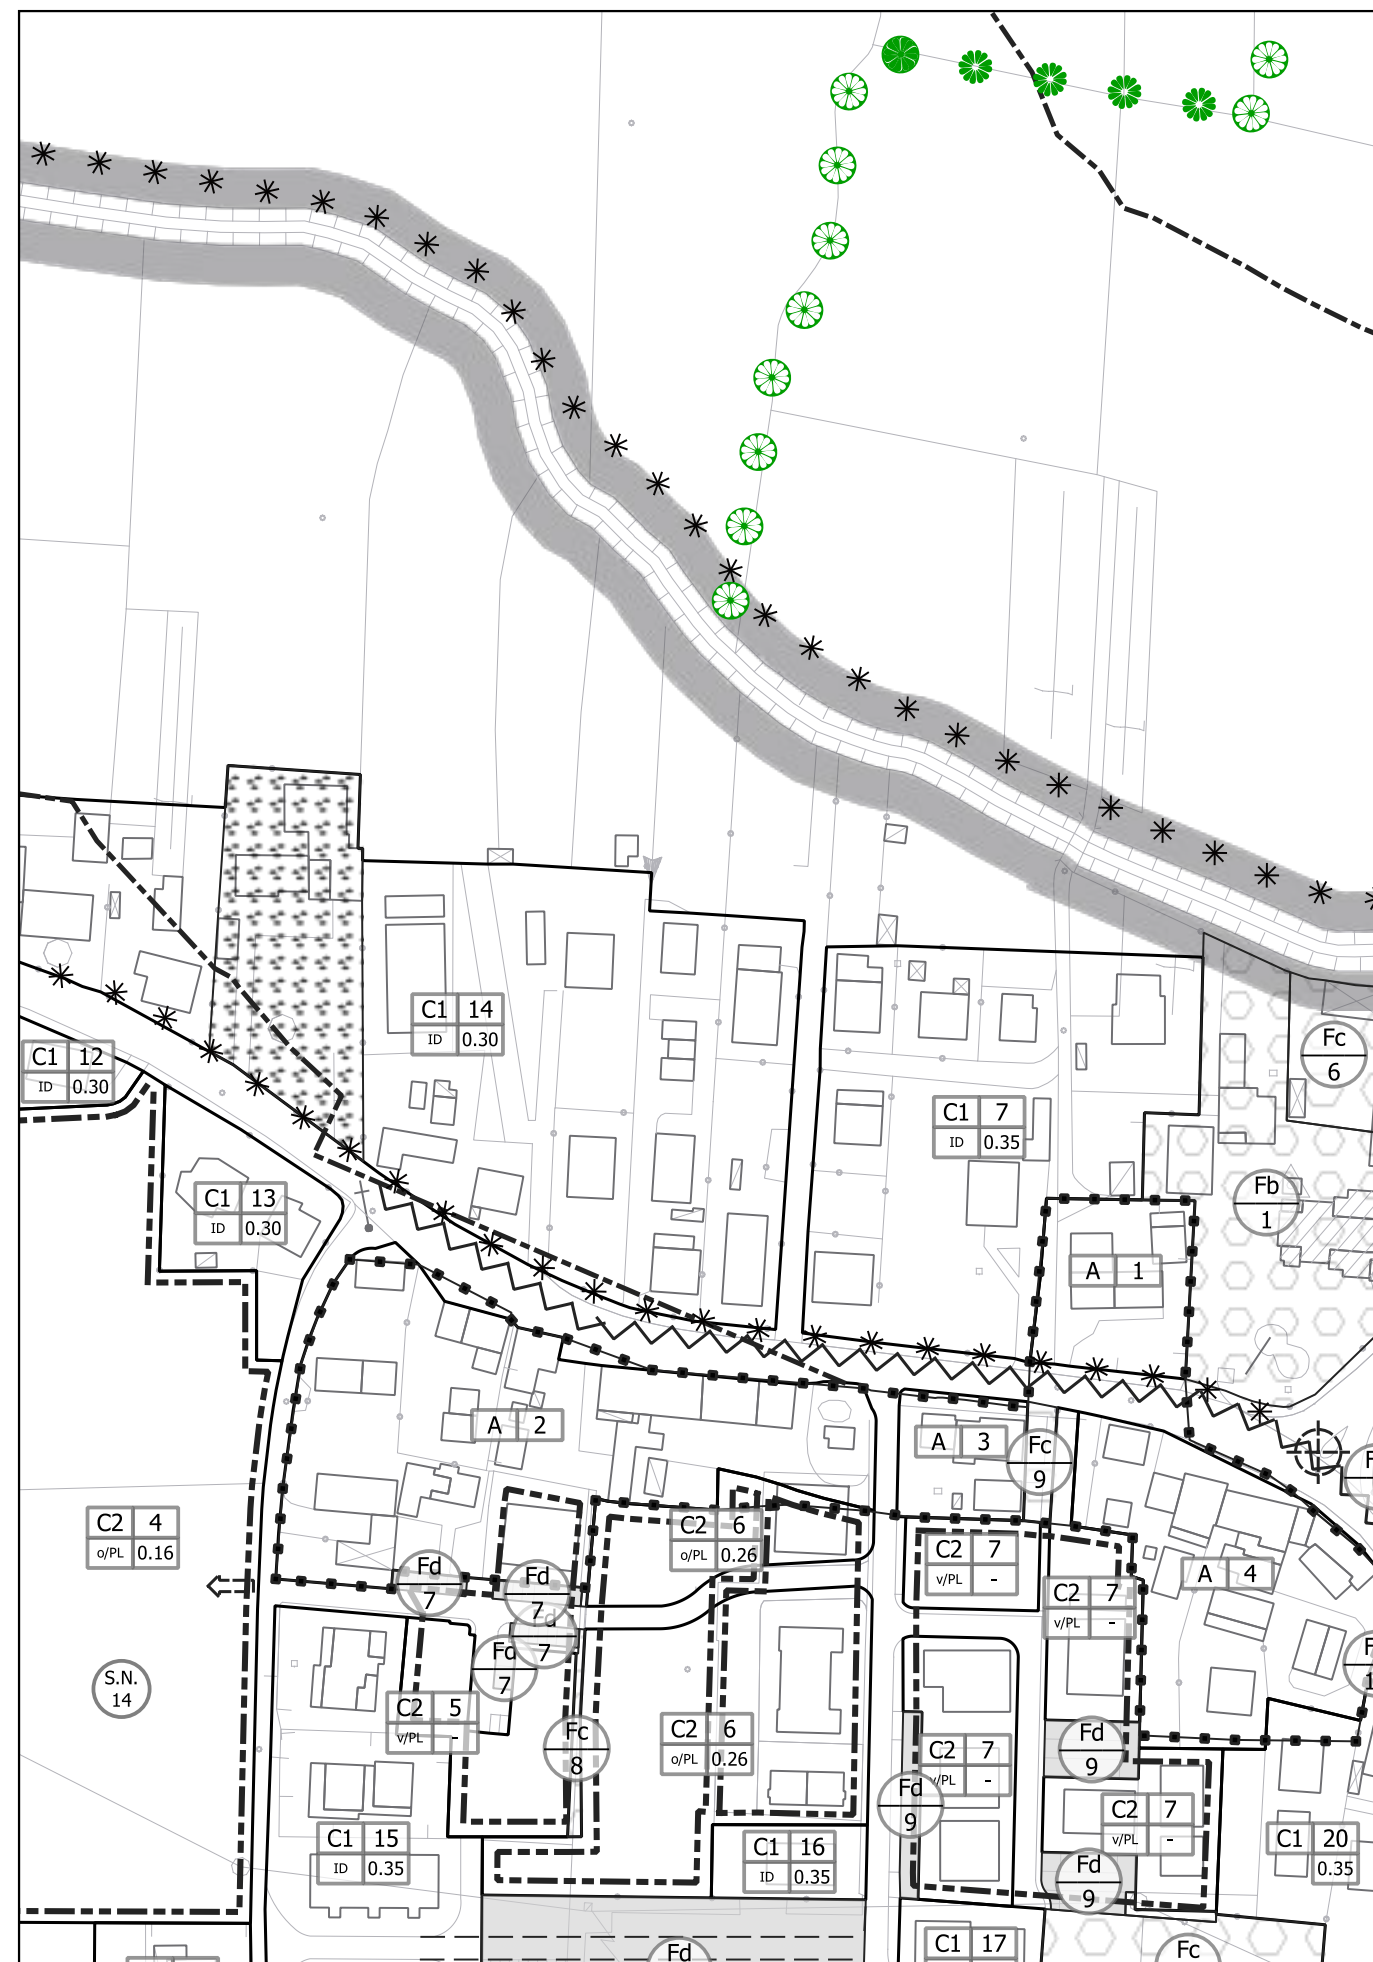 C1 14
ID 0.30
Fc
6
C1 12
ID 0.30
C1 7
ID 0.35
C1 13
ID 0.30
Fb
1
A 1
A 2
A 3
Fc
9
C2 4
o/PL 0.16
C2 6
o/PL 0.26
C2 7
v/PL -
A 4
Fd
7
Fd
7
C2 7
v/PL -
d
7
Fd
7
S.N.
14
C2 5
v/PL -
Fc
8
C2 6
o/PL 0.26
C2 7
v/PL -
Fd
9
Fd
9
C2 7
v/PL -
C1 15
ID 0.35
C1 16
ID 0.35
C1 20
0.35
Fd
9
C1 17
Fd
Fc